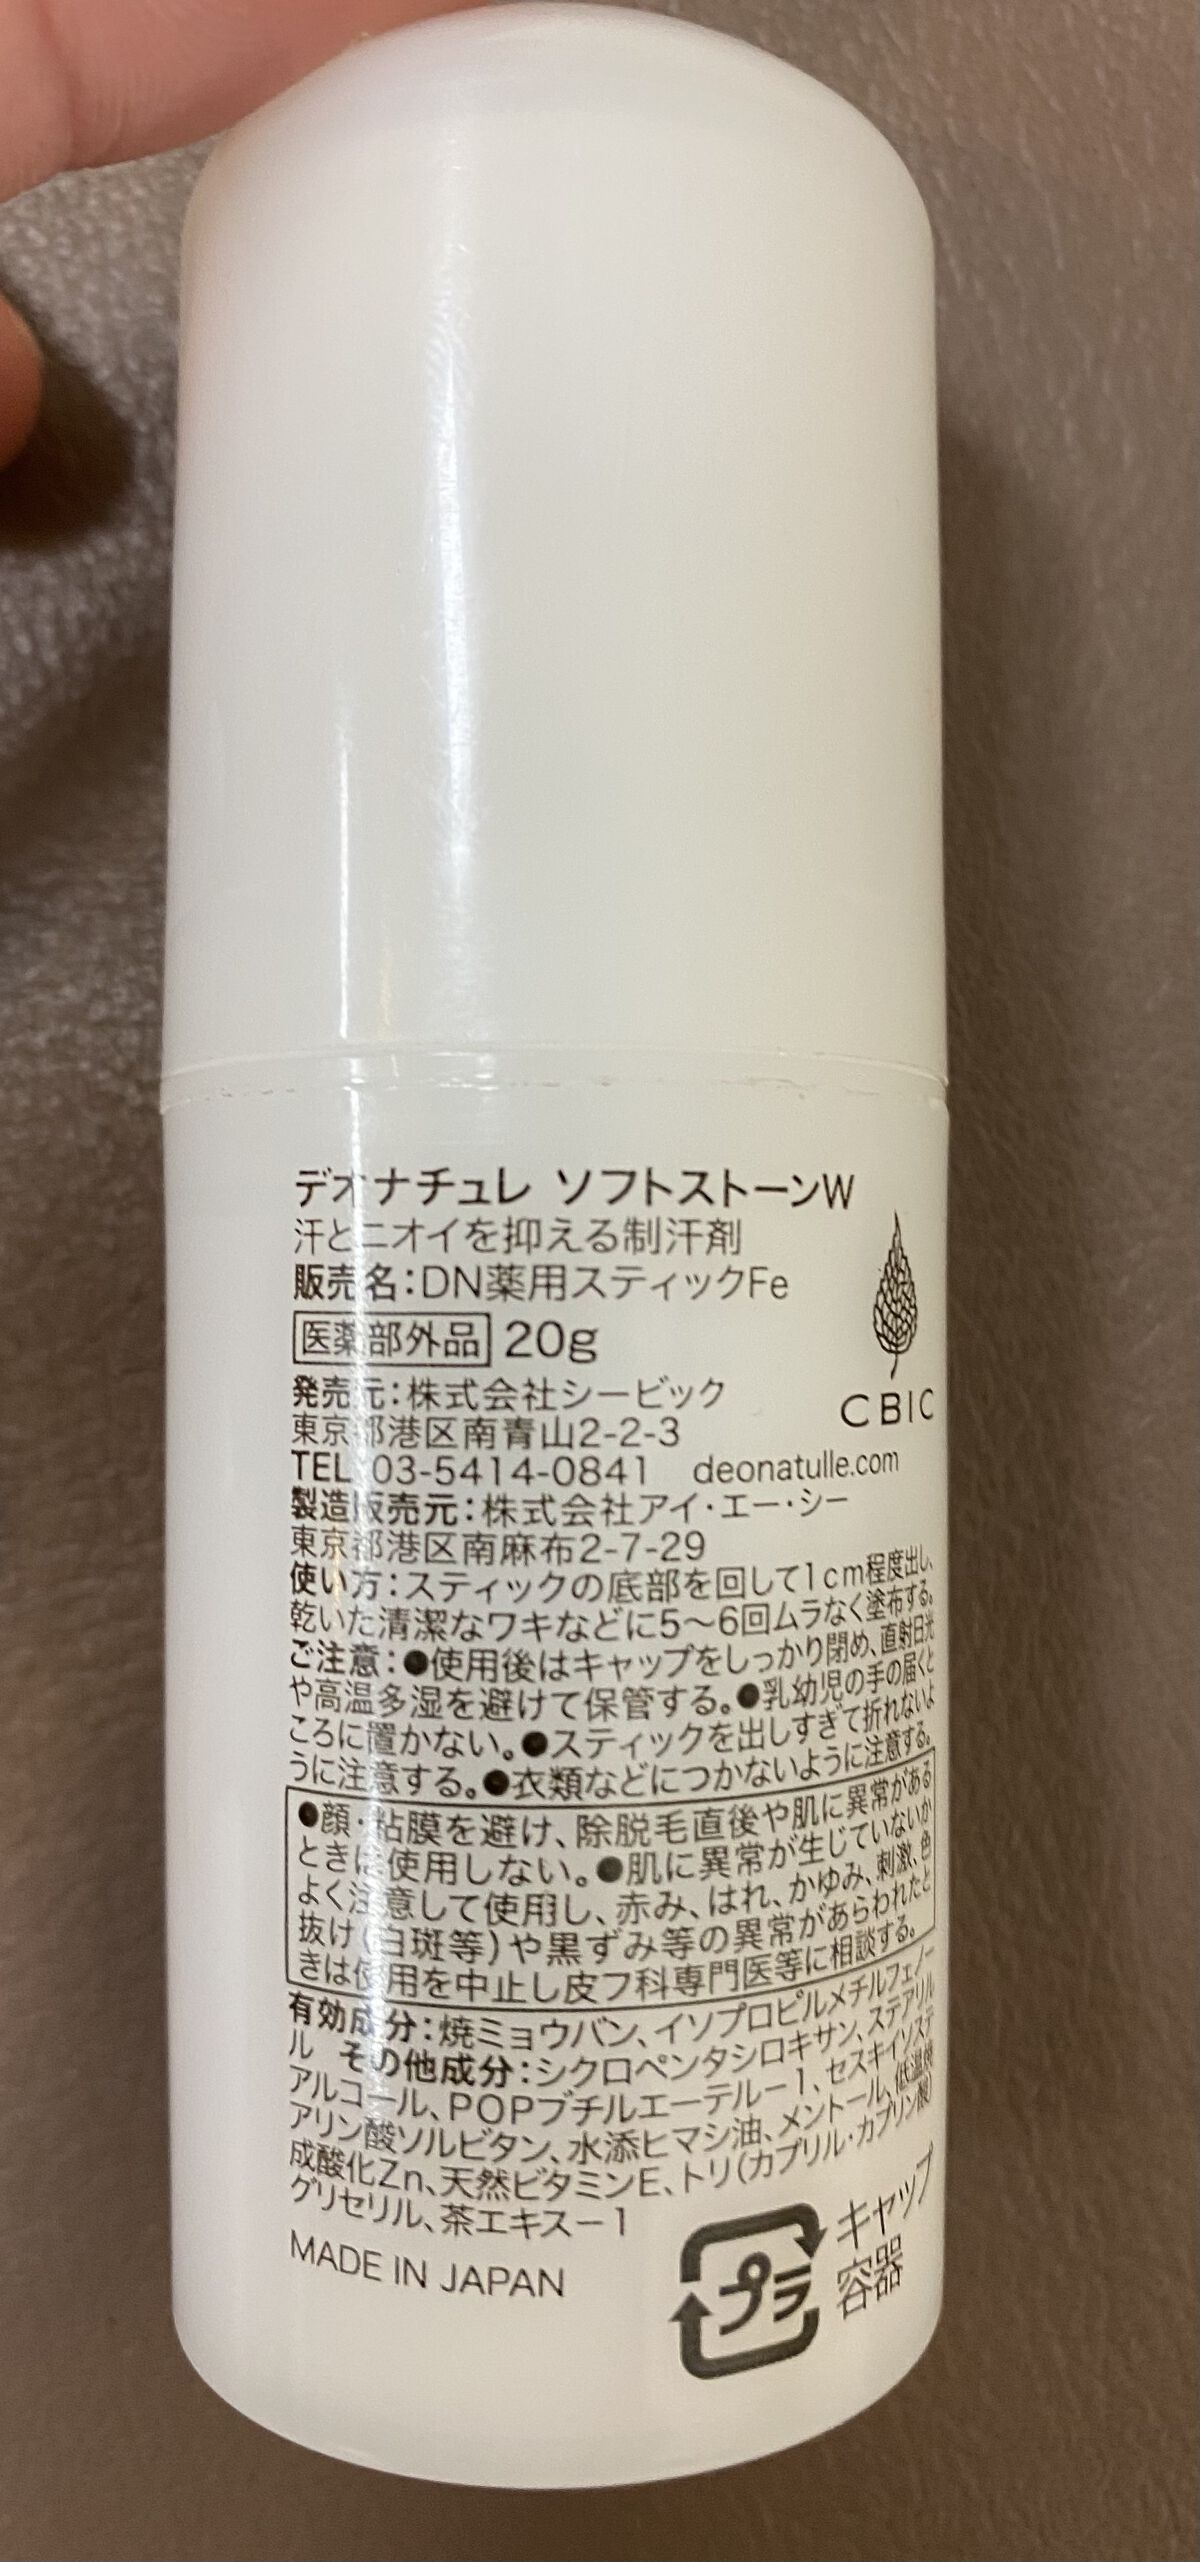 デオナチュレ ソフトストーンW
汗とニオイを抑える制汗剤
販売名：DN薬用スティックFe
医薬部外品 20g
CBIC
発売元：株式会社シービック
東京都港区南青山2-2-3
TEL 03-5414-0841 deonatulle.com
製造販売元：株式会社アイ・エー・シー
東京都港区南麻布2-7-29
使い方：スティックの底部を回して1cm程度出し、
乾いた清潔なワキなどに5～6回ムラなく塗布する。
ご注意：●使用後はキャップをしっかり閉め、直射日光
や高温多湿を避けて保管する。●乳幼児の手の届くと
ころに置かない。●スティックを出しすぎて折れないよ
うに注意する。●衣類などにつかないように注意する。
●顔・粘膜を避け、除脱毛直後や肌に異常がある
ときは使用しない。●肌に異常が生じていないか
よく注意して使用し、赤み、はれ、かゆみ、刺激、色
抜け(白斑等)や黒ずみ等の異常があらわれたと
きは使用を中止し皮フ科専門医等に相談する。
有効成分：焼ミョウバン、イソプロピルメチルフェノー
ル その他成分：シクロペンタシロキサン、ステアリル
アルコール、POPブチルエーテル－1、セスキイソステ
アリン酸ソルビタン、水添ヒマシ油、メントール、低温焼
成酸化Zn、天然ビタミンE、トリ(カプリル・カプリン酸)
グリセリル、茶エキス－1
MADE IN JAPAN
プラ
キャップ
容器